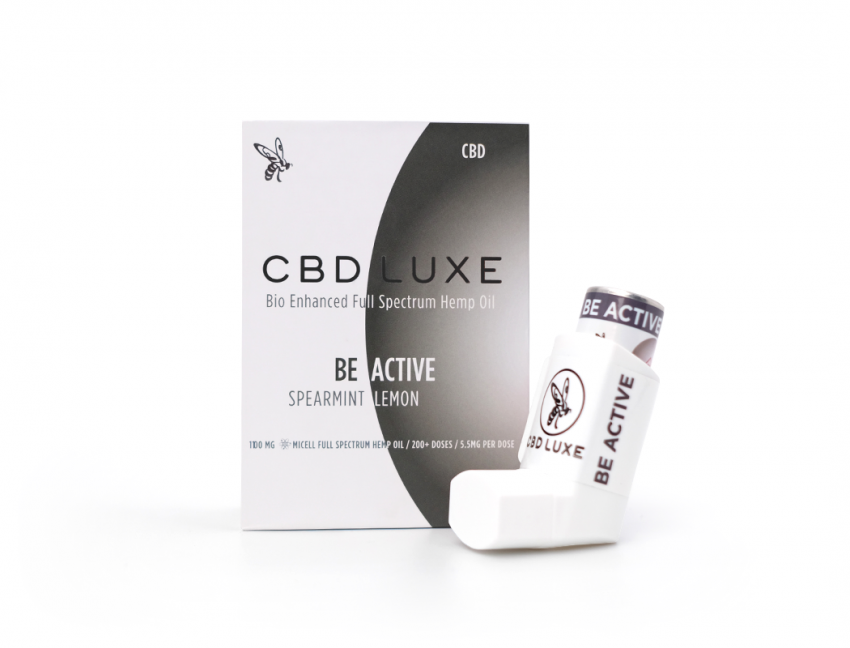 CBD
CBD LUXE
Bio Enhanced Full Spectrum Hemp Oil
BE ACTIVE
SPEARMINT LEMON
1100 MG MICELL FULL SPECTRUM HEMP OIL / 200+ DOSES / 5.5MG PER DOSE
BE ACTIVE
CBD LUXE
BE ACTIVE